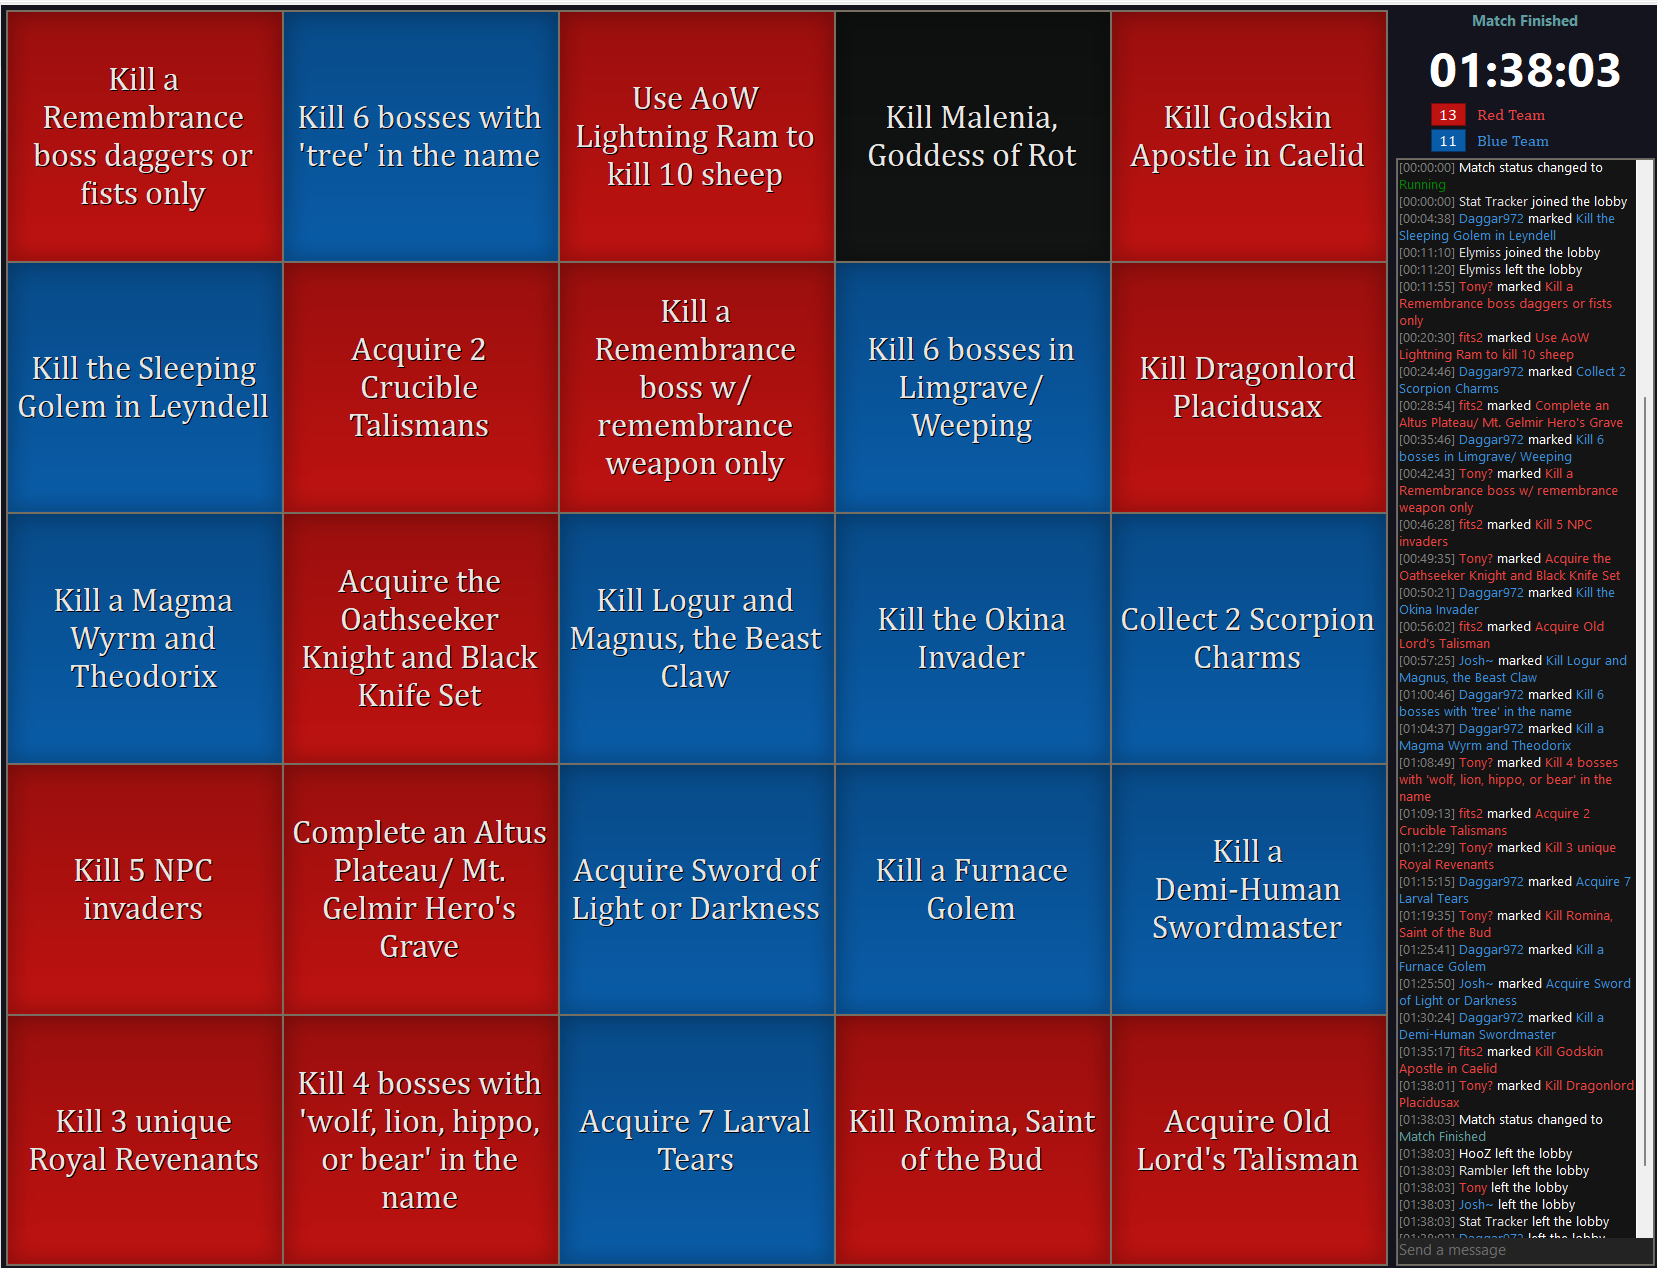 Kill a
Remembrance
boss daggers or
fists only
Kill 6 bosses with
'tree' in the name
Use AoW
Lightning Ram to
kill 10 sheep
Kill Malenia,
Goddess of Rot
Kill Godskin
Apostle in Caelid
Kill the Sleeping
Golem in Leyndell
Acquire 2
Crucible
Talismans
Kill a
Remembrance
boss w/
remembrance
weapon only
Kill 6 bosses in
Limgrave/
Weeping
Kill Dragonlord
Placidusax
Kill a Magma
Wyrm and
Theodorix
Acquire the
Oathseeker
Knight and Black
Knife Set
Kill Logur and
Magnus, the Beast
Claw
Kill the Okina
Invader
Collect 2 Scorpion
Charms
Kill 5 NPC
invaders
Complete an Altus
Plateau/ Mt.
Gelmir Hero's
Grave
Acquire Sword of
Light or Darkness
Kill a Furnace
Golem
Kill a
Demi-Human
Swordmaster
Kill 3 unique
Royal Revenants
Kill 4 bosses with
'wolf, lion, hippo,
or bear' in the
name
Acquire 7 Larval
Tears
Kill Romina, Saint
of the Bud
Acquire Old
Lord's Talisman
Match Finished
01:38:03
13 Red Team
11 Blue Team
[00:00:00] Match status changed to
Running
[00:00:00] Stat Tracker joined the lobby
[00:04:38] Daggar972 marked Kill the
Sleeping Golem in Leyndell
[00:11:10] Elymiss joined the lobby
[00:11:20] Elymiss left the lobby
[00:11:55] Tony? marked Kill a
Remembrance boss daggers or fists
only
[00:20:30] fits2 marked Use AoW
Lightning Ram to kill 10 sheep
[00:24:46] Daggar972 marked Collect 2
Scorpion Charms
[00:28:54] fits2 marked Complete an
Altus Plateau/ Mt. Gelmir Hero's Grave
[00:35:46] Daggar972 marked Kill 6
bosses in Limgrave/ Weeping
[00:42:43] Tony? marked Kill a
Remembrance boss w/ remembrance
weapon only
[00:46:28] fits2 marked Kill 5 NPC
invaders
[00:49:35] Tony? marked Acquire the
Oathseeker Knight and Black Knife Set
[00:50:21] Daggar972 marked Kill the
Okina Invader
[00:56:02] fits2 marked Acquire Old
Lord's Talisman
[00:57:25] Josh~ marked Kill Logur and
Magnus, the Beast Claw
[01:00:46] Daggar972 marked Kill 6
bosses with 'tree' in the name
[01:04:37] Daggar972 marked Kill a
Magma Wyrm and Theodorix
[01:08:49] Tony? marked Kill 4 bosses
with 'wolf, lion, hippo, or bear' in the
name
[01:09:13] fits2 marked Acquire 2
Crucible Talismans
[01:12:29] Tony? marked Kill 3 unique
Royal Revenants
[01:15:15] Daggar972 marked Acquire 7
Larval Tears
[01:19:35] Tony? marked Kill Romina,
Saint of the Bud
[01:25:41] Daggar972 marked Kill a
Furnace Golem
[01:25:50] Josh~ marked Acquire Sword
of Light or Darkness
[01:30:24] Daggar972 marked Kill a
Demi-Human Swordmaster
[01:35:17] fits2 marked Kill Godskin
Apostle in Caelid
[01:38:01] Tony? marked Kill Dragonlord
Placidusax
[01:38:03] Match status changed to
Match Finished
[01:38:03] HooZ left the lobby
[01:38:03] Rambler left the lobby
[01:38:03] Tony left the lobby
[01:38:03] Josh~ left the lobby
[01:38:03] Stat Tracker left the lobby
[01:38:03] Daggar972 left the lobby
Send a message